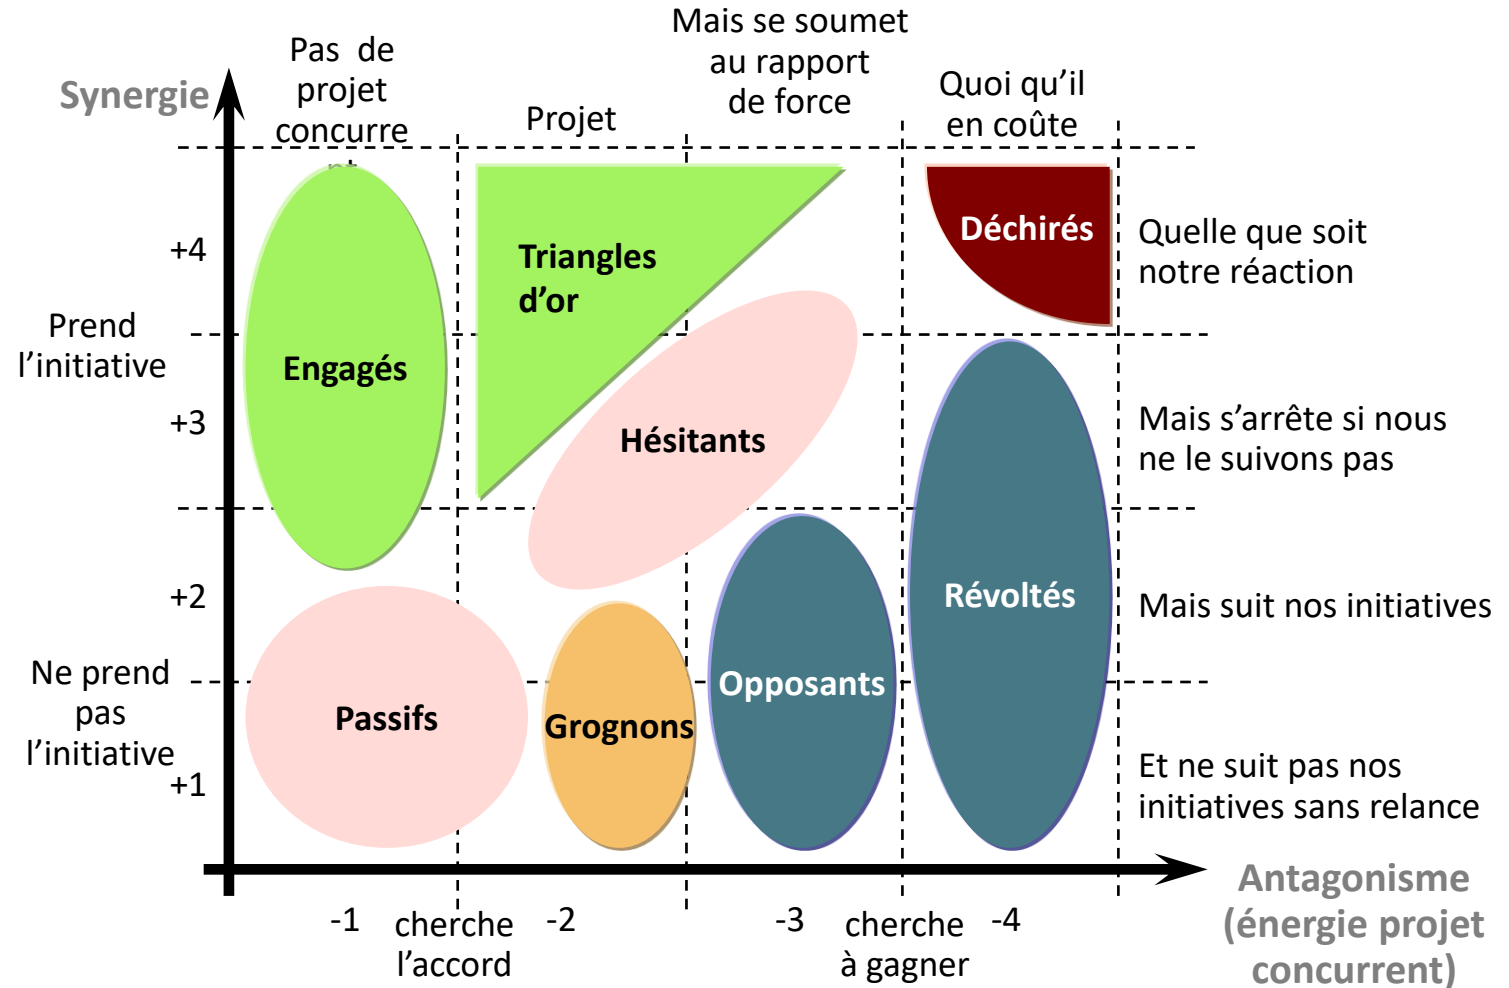 Mais se soumet
au rapport
de force
Pas de
projet
concurre
nt
Projet
Quoi qu'il
en coûte
Synergie
+4
Déchirés
Quelle que soit
notre réaction
Triangles
d'or
Prend
l'initiative
Engagés
+3
Hésitants
Mais s'arrête si nous
ne le suivons pas
+2
Révoltés
Mais suit nos initiatives
Ne prend
pas
l'initiative
Passifs
Grognons
Opposants
+1
Et ne suit pas nos
initiatives sans relance
-1
cherche
l'accord
-2
-3
cherche
à gagner
-4
Antagonisme
(énergie projet
concurrent)